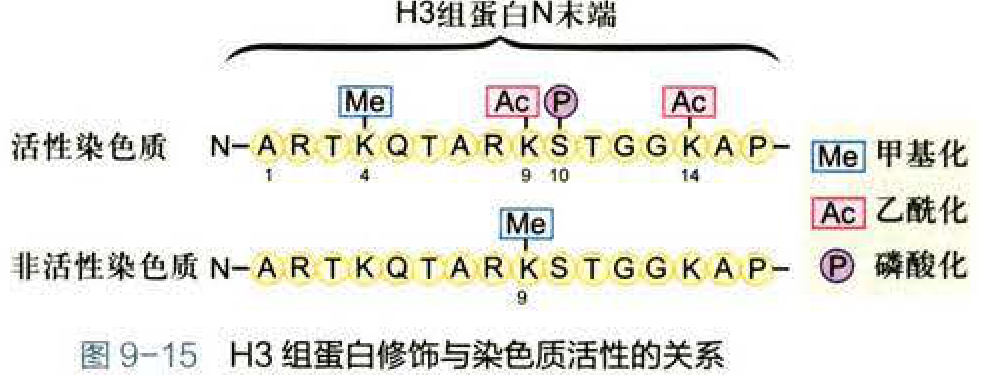 H3组蛋白N末端
Me Ac P Ac
活性染色质 N-ARTKQTARKSTGGKAP-
1 4 9 10 14
Me 甲基化
Me
Ac 乙酰化
非活性染色质 N-ARTKQTARKSTGGKAP-
P 磷酸化
9
图 9-15 H3 组蛋白修饰与染色质活性的关系